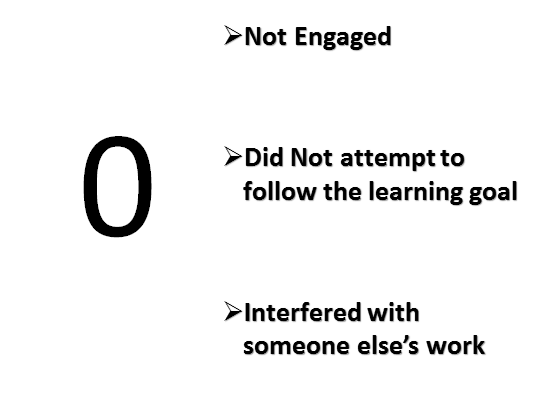 0
➢Not Engaged
➢Did Not attempt to
follow the learning goal
➢Interfered with
someone else’s work